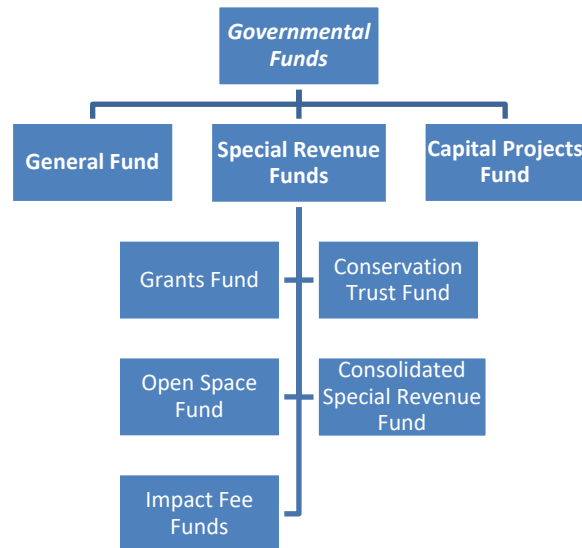 Governmental
Funds
General Fund
Special Revenue
Funds
Capital Projects
Fund
Grants Fund
Conservation
Trust Fund
Open Space
Fund
Consolidated
Special Revenue
Fund
Impact Fee
Funds